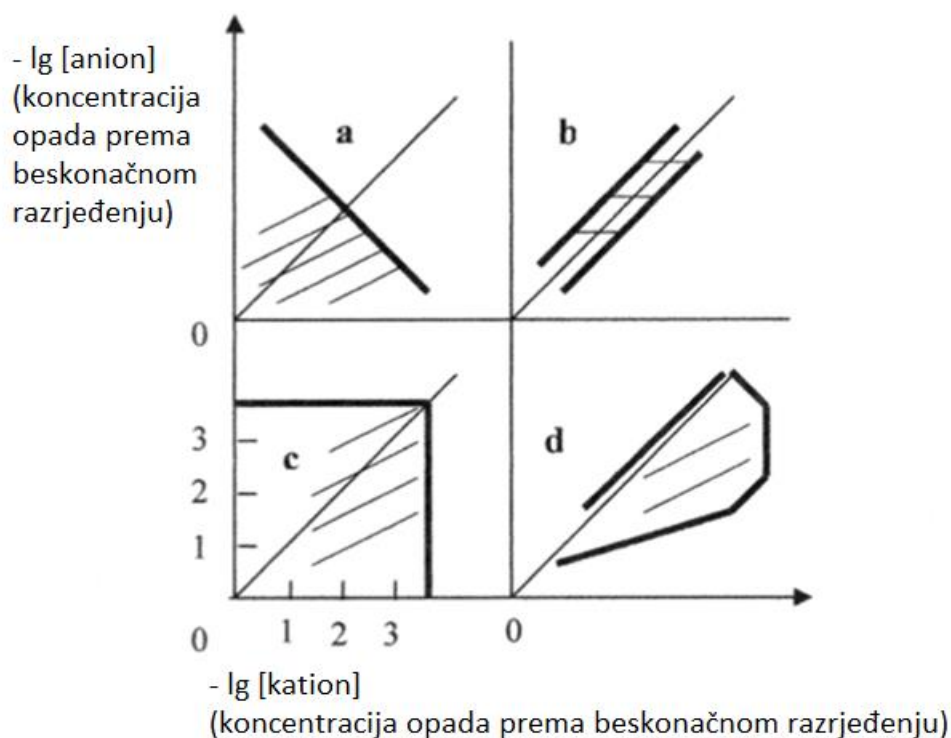 - lg [anion]
(koncentracija
opada prema
beskonačnom
razrjeđenju)
a
b
0
3
2
1
c
d
0
1
2
3
0
- lg [kation]
(koncentracija opada prema beskonačnom razrjeđenju)